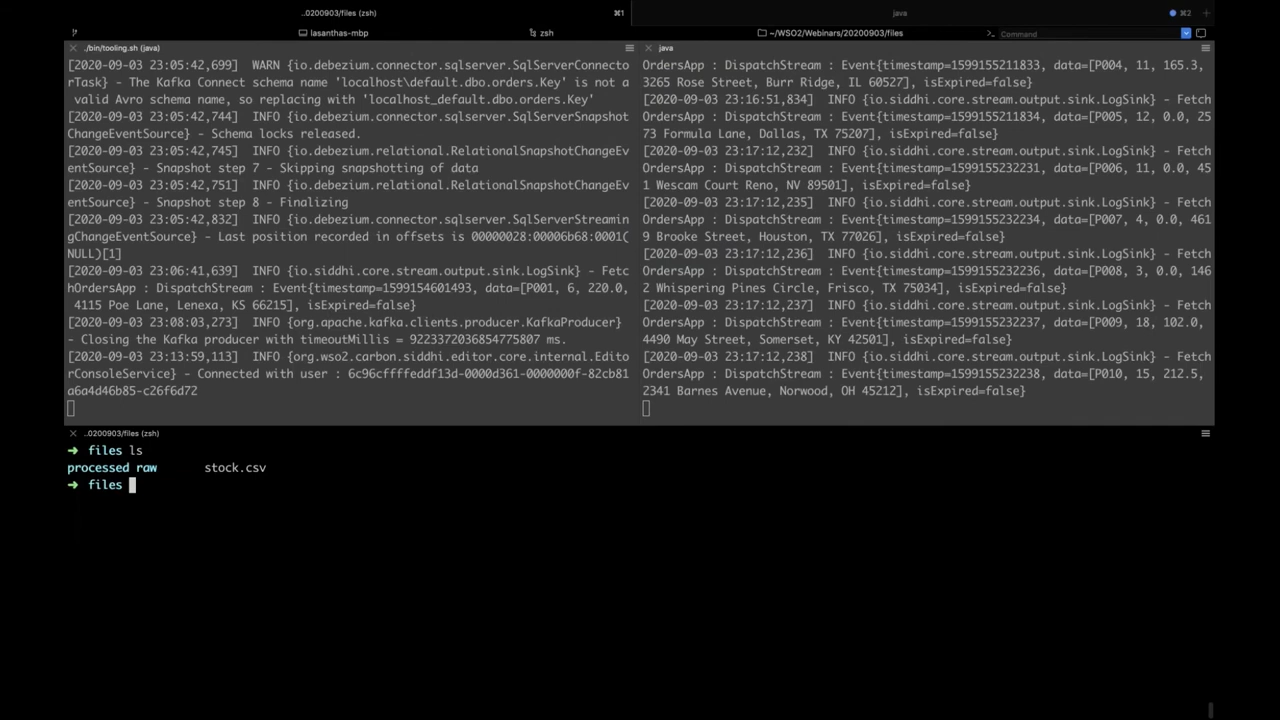 ..0200903/files (zsh)
⌘1
java
⌘2
lasanthas-mbp
zsh
~/WSO2/Webinars/20200903/files
Command
./bin/tooling.sh (java)
[2020-09-03 23:05:42,699]  WARN {io.debezium.connector.sqlserver.SqlServerConnecto
rTask} - The Kafka Connect schema name 'localhost\default.dbo.orders.Key' is not a
 valid Avro schema name, so replacing with 'localhost_default.dbo.orders.Key'
[2020-09-03 23:05:42,744]  INFO {io.debezium.connector.sqlserver.SqlServerSnapshot
ChangeEventSource} - Schema locks released.
[2020-09-03 23:05:42,745]  INFO {io.debezium.relational.RelationalSnapshotChangeEv
entSource} - Snapshot step 7 - Skipping snapshotting of data
[2020-09-03 23:05:42,751]  INFO {io.debezium.relational.RelationalSnapshotChangeEv
entSource} - Snapshot step 8 - Finalizing
[2020-09-03 23:05:42,832]  INFO {io.debezium.connector.sqlserver.SqlServerStreamin
gChangeEventSource} - Last position recorded in offsets is 00000028:00006b68:0001(
NULL)[1]
[2020-09-03 23:06:41,639]  INFO {io.siddhi.core.stream.output.sink.LogSink} - Fetc
hOrdersApp : DispatchStream : Event{timestamp=1599154601493, data=[P001, 6, 220.0,
 4115 Poe Lane, Lenexa, KS 66215], isExpired=false}
[2020-09-03 23:08:03,273]  INFO {org.apache.kafka.clients.producer.KafkaProducer}
- Closing the Kafka producer with timeoutMillis = 9223372036854775807 ms.
[2020-09-03 23:13:59,113]  INFO {org.wso2.carbon.siddhi.editor.core.internal.Edito
rConsoleService} - Connected with user : 6c96cffffeddf13d-0000d361-0000000f-82cb81
a6a4d46b85-c26f6d72
java
OrdersApp : DispatchStream : Event{timestamp=1599155211833, data=[P004, 11, 165.3,
3265 Rose Street, Burr Ridge, IL 60527], isExpired=false}
[2020-09-03 23:16:51,834]  INFO {io.siddhi.core.stream.output.sink.LogSink} - Fetch
OrdersApp : DispatchStream : Event{timestamp=1599155211834, data=[P005, 12, 0.0, 25
73 Formula Lane, Dallas, TX 75207], isExpired=false}
[2020-09-03 23:17:12,232]  INFO {io.siddhi.core.stream.output.sink.LogSink} - Fetch
OrdersApp : DispatchStream : Event{timestamp=1599155232231, data=[P006, 11, 0.0, 45
1 Wescam Court Reno, NV 89501], isExpired=false}
[2020-09-03 23:17:12,235]  INFO {io.siddhi.core.stream.output.sink.LogSink} - Fetch
OrdersApp : DispatchStream : Event{timestamp=1599155232234, data=[P007, 4, 0.0, 461
9 Brooke Street, Houston, TX 77026], isExpired=false}
[2020-09-03 23:17:12,236]  INFO {io.siddhi.core.stream.output.sink.LogSink} - Fetch
OrdersApp : DispatchStream : Event{timestamp=1599155232236, data=[P008, 3, 0.0, 146
2 Whispering Pines Circle, Frisco, TX 75034], isExpired=false}
[2020-09-03 23:17:12,237]  INFO {io.siddhi.core.stream.output.sink.LogSink} - Fetch
OrdersApp : DispatchStream : Event{timestamp=1599155232237, data=[P009, 18, 102.0,
4490 May Street, Somerset, KY 42501], isExpired=false}
[2020-09-03 23:17:12,238]  INFO {io.siddhi.core.stream.output.sink.LogSink} - Fetch
OrdersApp : DispatchStream : Event{timestamp=1599155232238, data=[P010, 15, 212.5,
2341 Barnes Avenue, Norwood, OH 45212], isExpired=false}
..0200903/files (zsh)
➜ files ls
processed raw       stock.csv
➜ files